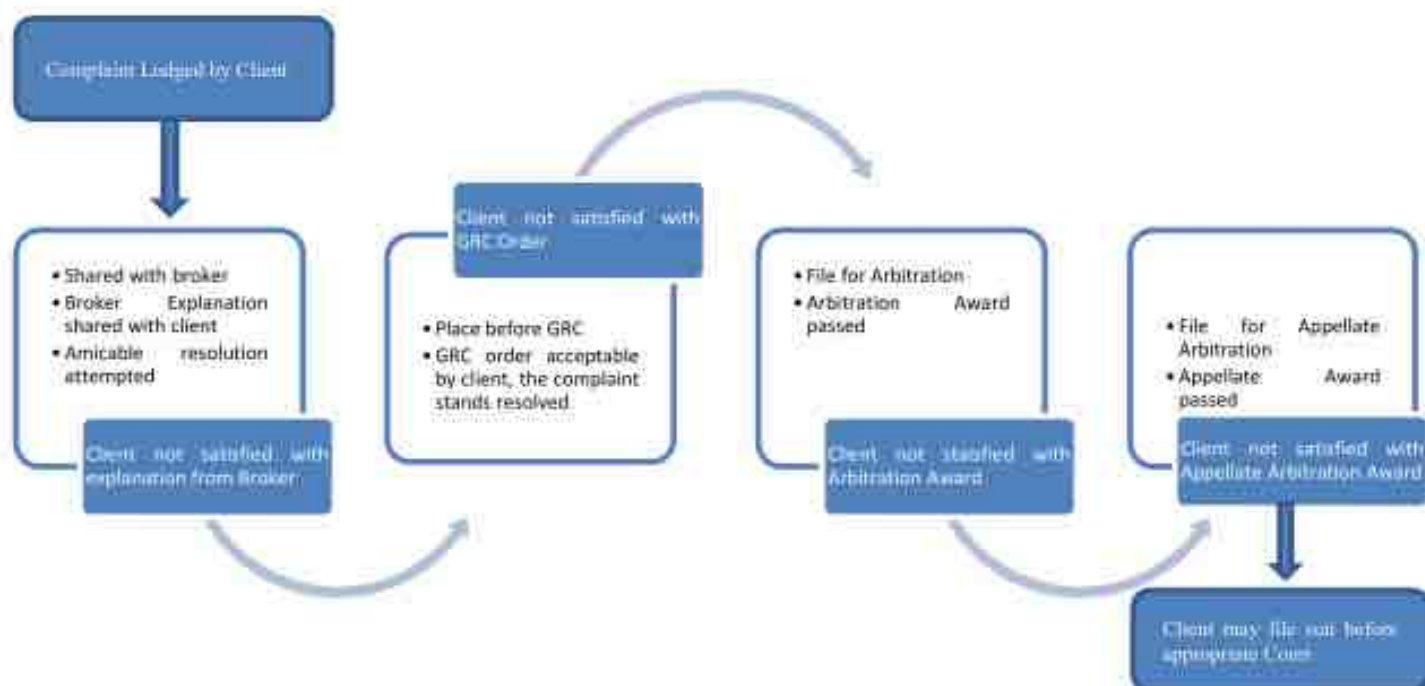 Complaint Lodged by Client
• Shared with broker
• Broker Explanation
shared with client
• Amicable resolution
attempted
Client not satisfied with
explanation from Broker
Client not satisfied with
GRC Order
• Place before GRC
• GRC order acceptable
by client, the complaint
stands resolved
• File for Arbitration
• Arbitration Award
passed
Client not staisfied with
Arbitration Award
• File for Appellate
Arbitration
• Appellate Award
passed
Client not satisfied with
Appellate Arbitration Award
Client may file suit before
appropriate Court